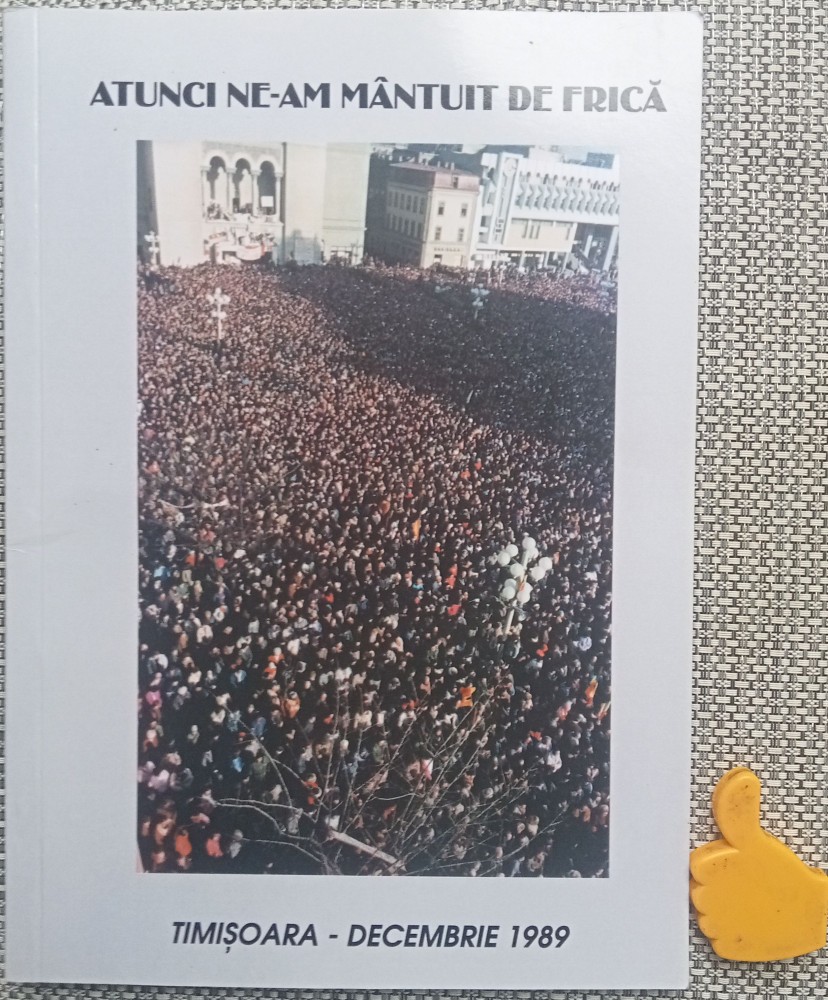 ATUNCI NE-AM MÂNTUIT DE FRICĂ
TIMIȘOARA - DECEMBRIE 1989